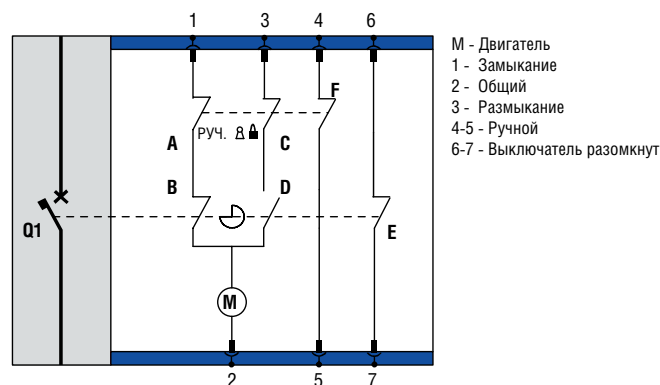 1 3 4 6
М - Двигатель
1 - Замыкание
2 - Общий
3 - Размыкание
4-5 - Ручной
6-7 - Выключатель разомкнут
F
A РУЧ. C
B D
Q1 E
M
2 5 7